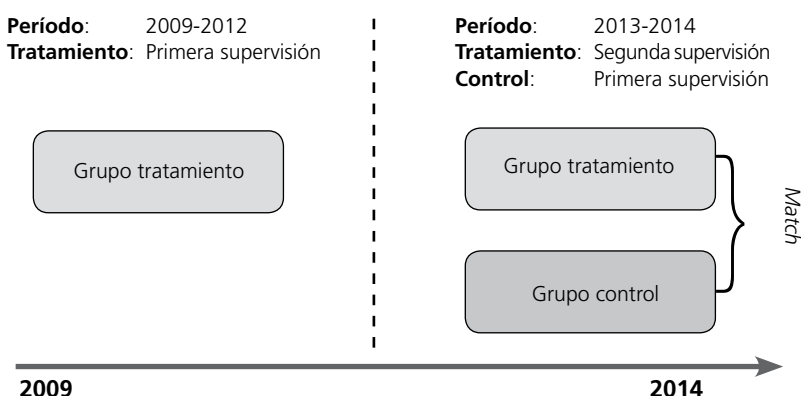 Período: 2009-2012
Tratamiento: Primera supervisión
Período: 2013-2014
Tratamiento: Segunda supervisión
Control: Primera supervisión
Grupo tratamiento
Grupo tratamiento
Grupo control
Match
2009
2014